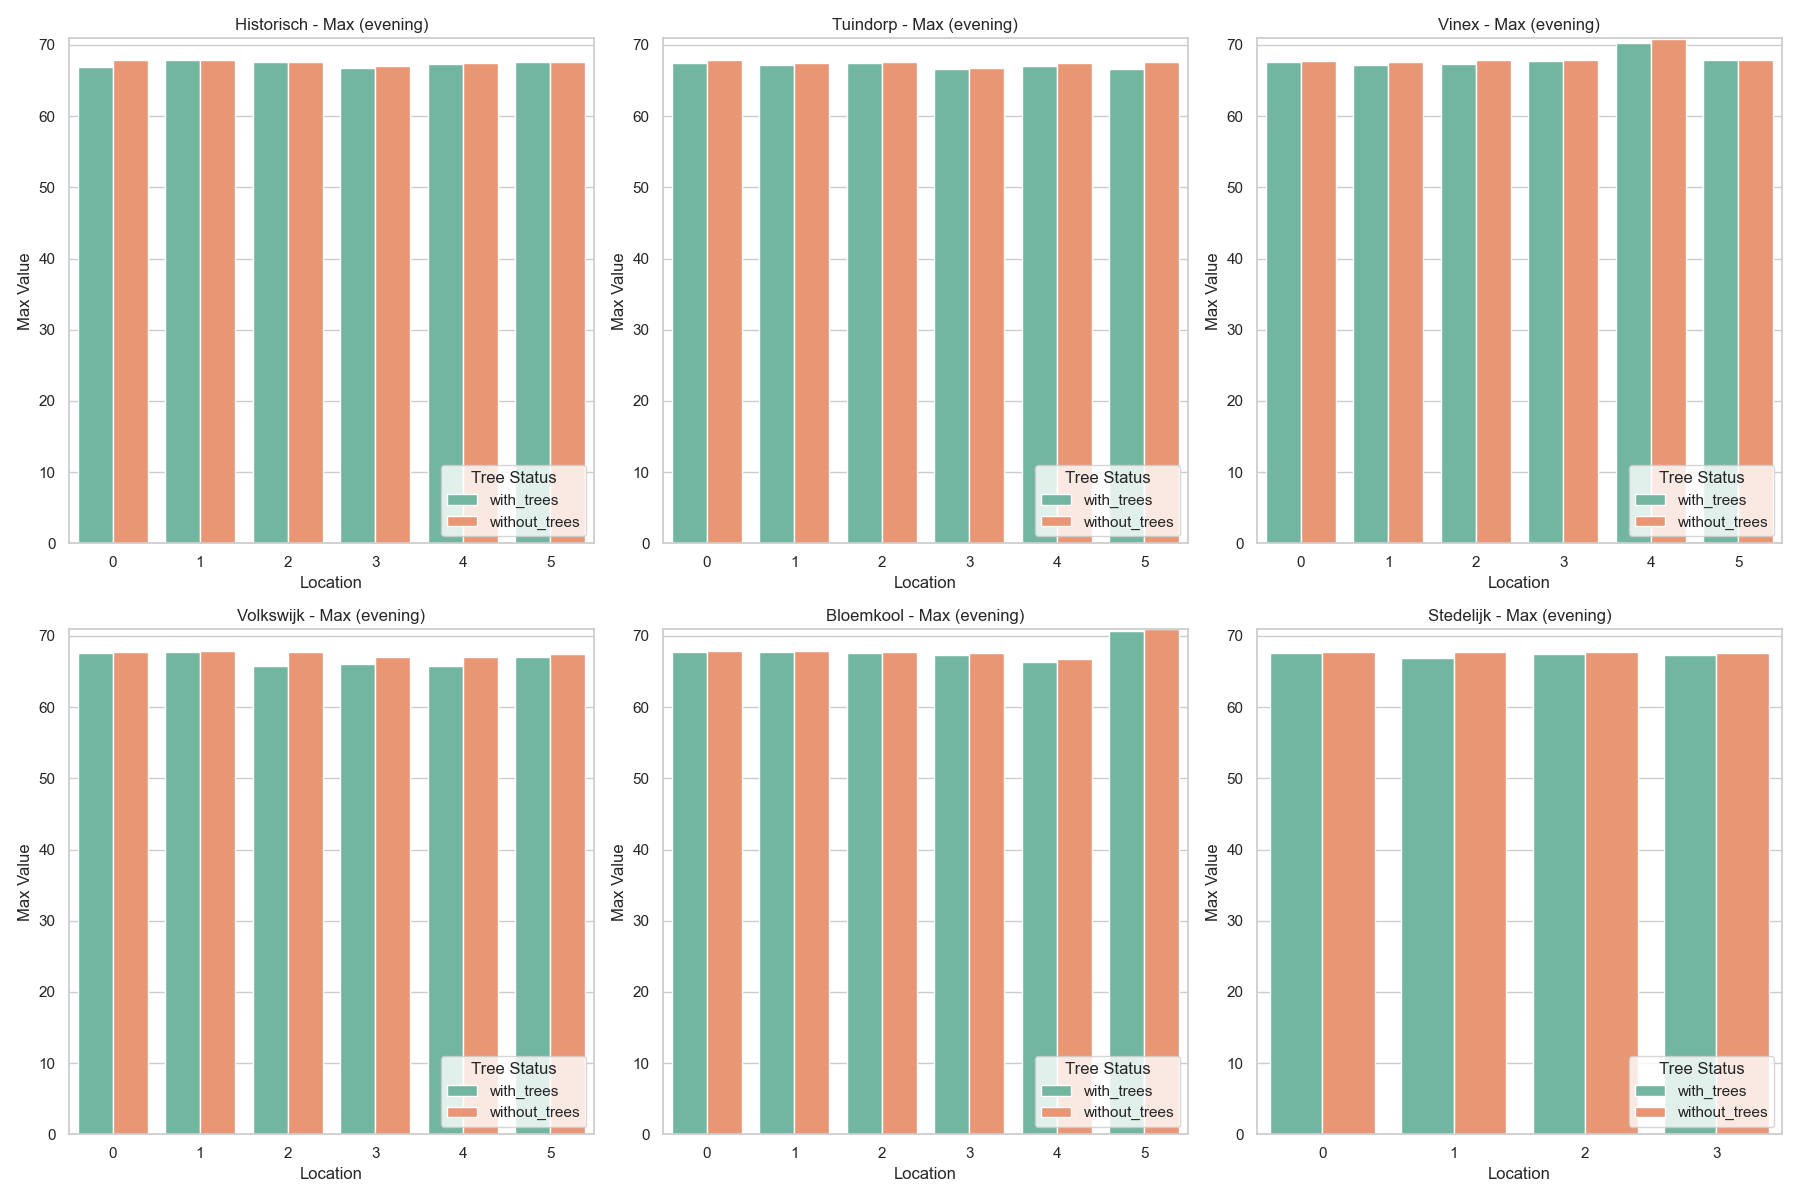 Historisch - Max (evening)
Max Value
70
60
50
40
30
20
10
0
0 1 2 3 4 5
Location
Tree Status
with_trees
without_trees
Tuindorp - Max (evening)
Max Value
70
60
50
40
30
20
10
0
0 1 2 3 4 5
Location
Tree Status
with_trees
without_trees
Vinex - Max (evening)
Max Value
70
60
50
40
30
20
10
0
0 1 2 3 4 5
Location
Tree Status
with_trees
without_trees
Volkswijk - Max (evening)
Max Value
70
60
50
40
30
20
10
0
0 1 2 3 4 5
Location
Tree Status
with_trees
without_trees
Bloemkool - Max (evening)
Max Value
70
60
50
40
30
20
10
0
0 1 2 3 4 5
Location
Tree Status
with_trees
without_trees
Stedelijk - Max (evening)
Max Value
70
60
50
40
30
20
10
0
0 1 2 3
Location
Tree Status
with_trees
without_trees